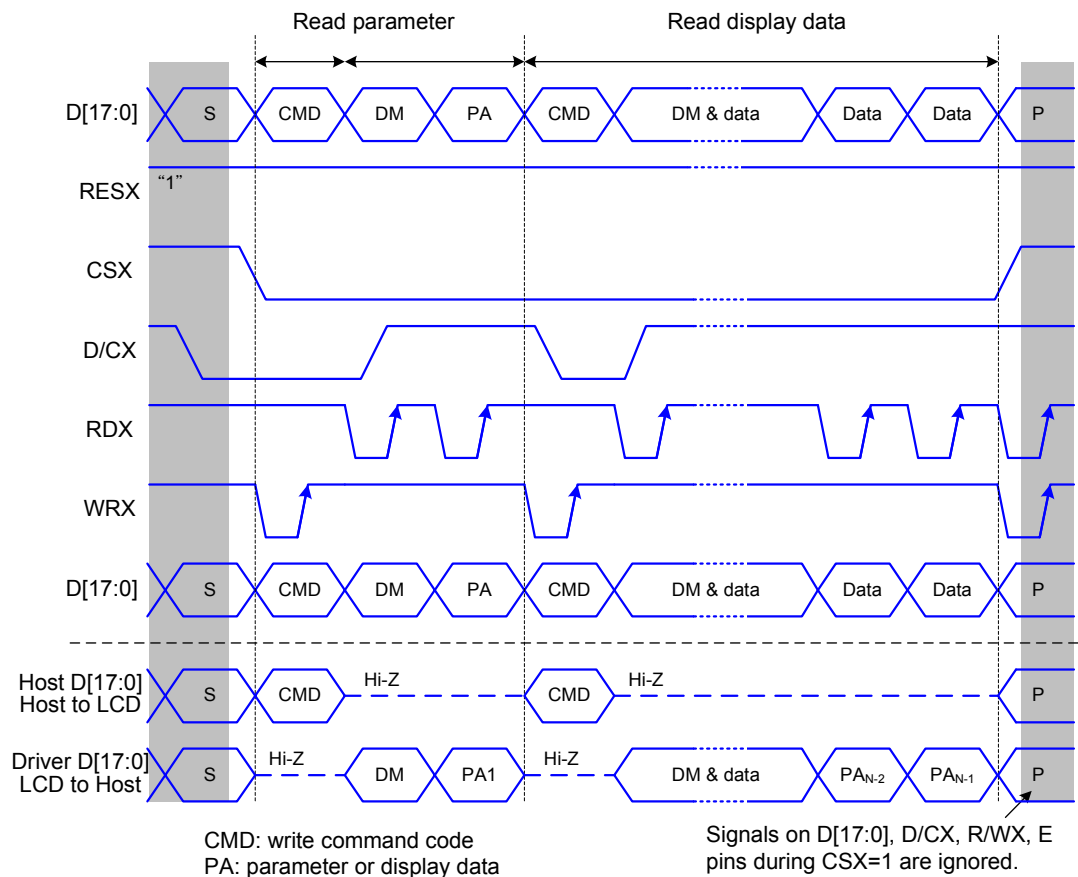 Read parameter Read display data
D[17:0] S CMD DM PA CMD DM & data Data Data P
RESX “1”
CSX
D/CX
RDX
WRX
D[17:0] S CMD DM PA CMD DM & data Data Data P
Host D[17:0]
Host to LCD
S CMD Hi-Z CMD Hi-Z P
Driver D[17:0]
LCD to Host
S Hi-Z DM PA1 Hi-Z DM & data PAN-2 PAN-1 P
CMD: write command code
PA: parameter or display data
Signals on D[17:0], D/CX, R/WX, E
pins during CSX=1 are ignored.